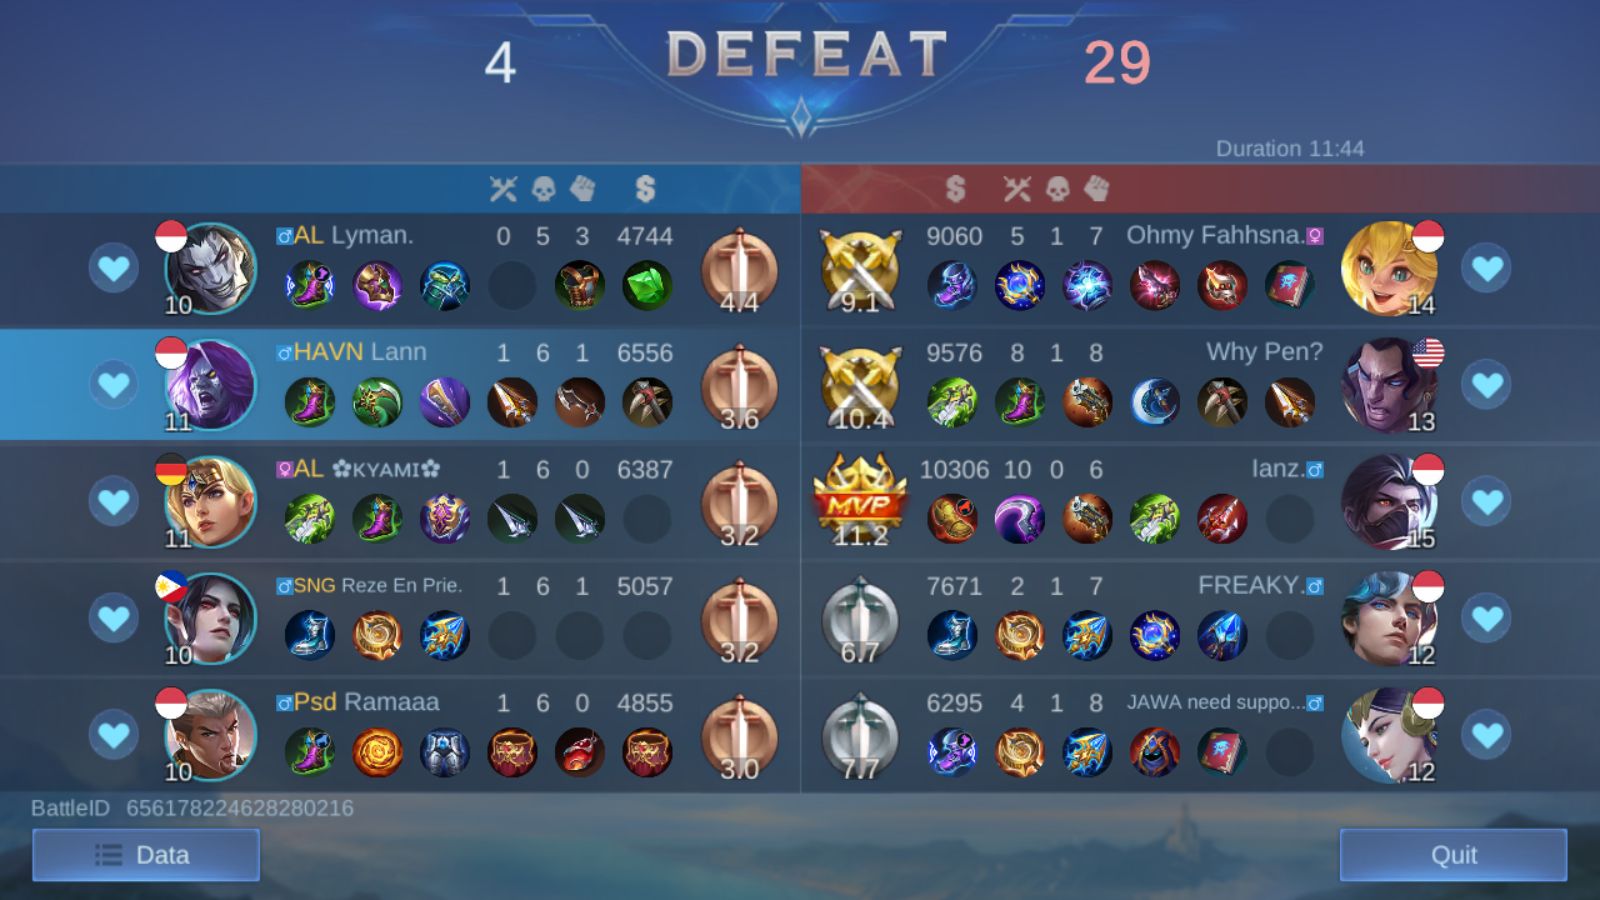 4 DEFEAT 29
Duration 11:44
AL Lyman. 0 5 3 4744
10 4.4
9060 5 1 7 Ohmy Fahhsna.
9.1 14
HAVN Lann 1 6 1 6556
11 3.6
9576 8 1 8 Why Pen?
10.4 13
AL ✿KYAMI✿ 1 6 0 6387
11 3.2
10306 10 0 6 Ianz.
MVP
11.2 15
SNG Reze En Prie. 1 6 1 5057
10 3.2
7671 2 1 7 FREAKY.
6.7 12
Psd Ramaaa 1 6 0 4855
10 3.0
6295 4 1 8 JAWA need suppo...
7.7 12
BattleID 656178224628280216
Data
Quit